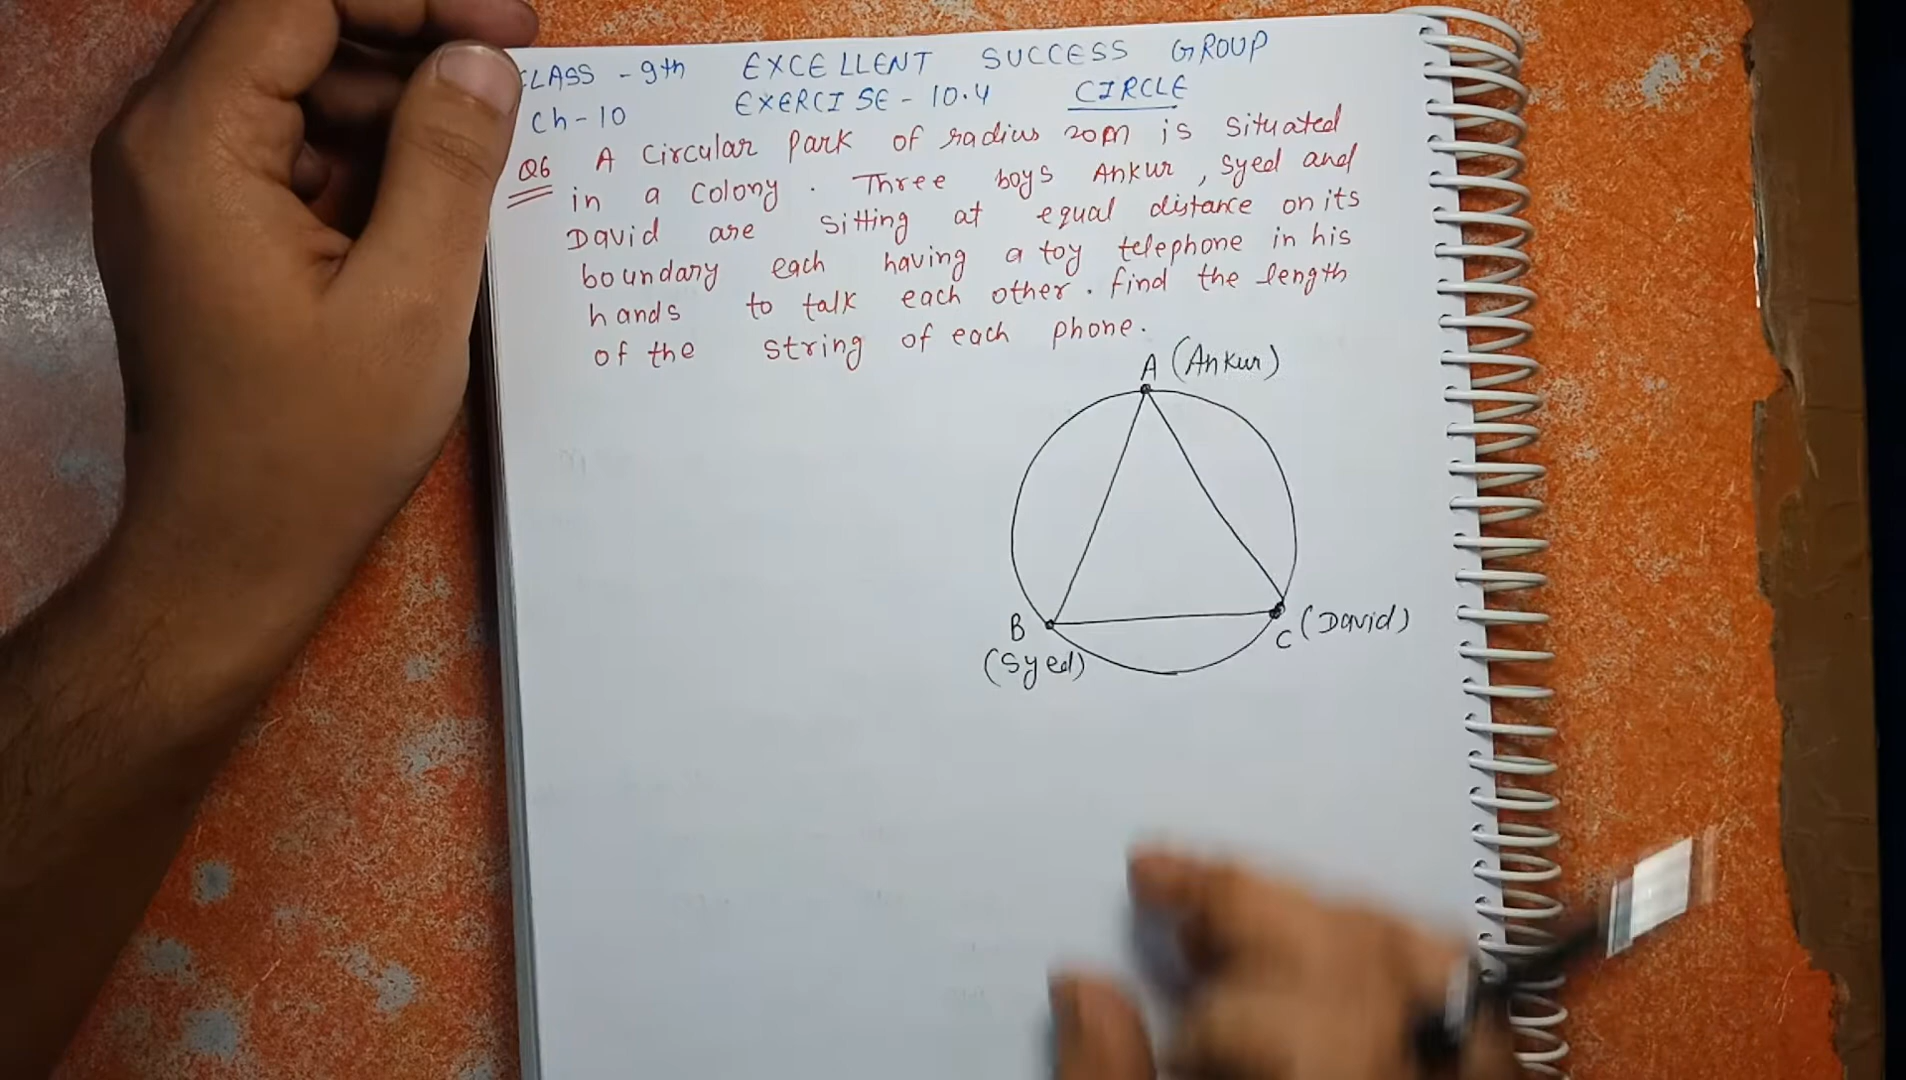 CLASS - 9th EXCELLENT SUCCESS GROUP
Ch-10 EXERCISE - 10.4 CIRCLE
Q6 A Circular Park of radius 20m is situated
in a colony. Three boys Ankur, Syed and
David are sitting at equal distance on its
boundary each having a toy telephone in his
hands to talk each other. find the length
of the string of each phone.
A (Ankur)
B
(Syed)
C (David)